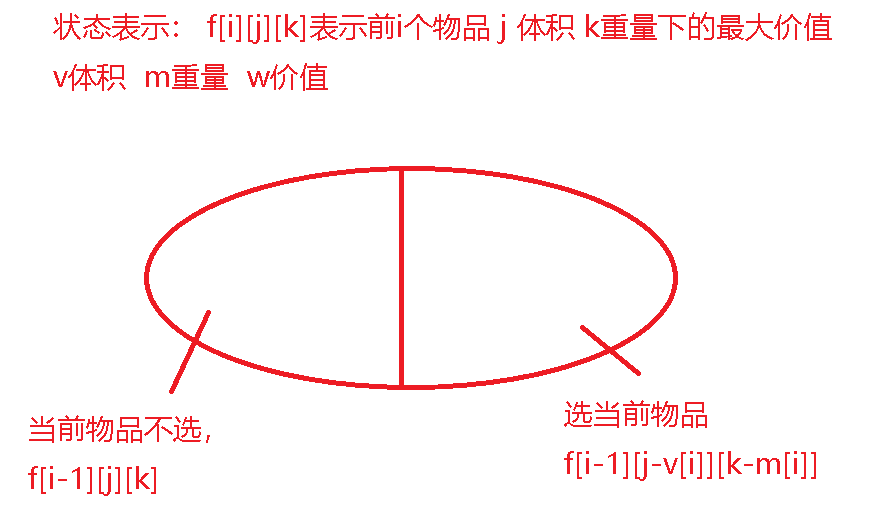 状态表示： f[i][j][k]表示前i个物品 j 体积 k重量下的最大价值
v体积 m重量 w价值
当前物品不选，
f[i-1][j][k]
选当前物品
f[i-1][j-v[i]][k-m[i]]